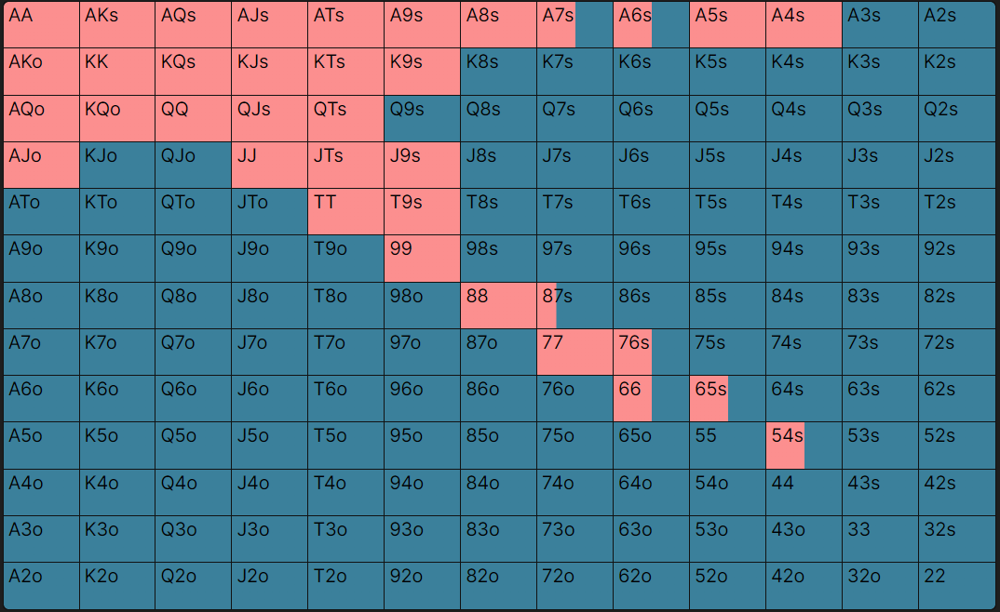 AA AKs AQs AJs ATs A9s A8s A7s A6s A5s A4s A3s A2s
AKo KK KQs KJs KTs K9s K8s K7s K6s K5s K4s K3s K2s
AQo KQo QQ QJs QTs Q9s Q8s Q7s Q6s Q5s Q4s Q3s Q2s
AJo KJo QJo JJ JTs J9s J8s J7s J6s J5s J4s J3s J2s
ATo KTo QTo JTo TT T9s T8s T7s T6s T5s T4s T3s T2s
A9o K9o Q9o J9o T9o 99 98s 97s 96s 95s 94s 93s 92s
A8o K8o Q8o J8o T8o 98o 88 87s 86s 85s 84s 83s 82s
A7o K7o Q7o J7o T7o 97o 87o 77 76s 75s 74s 73s 72s
A6o K6o Q6o J6o T6o 96o 86o 76o 66 65s 64s 63s 62s
A5o K5o Q5o J5o T5o 95o 85o 75o 65o 55 54s 53s 52s
A4o K4o Q4o J4o T4o 94o 84o 74o 64o 54o 44 43s 42s
A3o K3o Q3o J3o T3o 93o 83o 73o 63o 53o 43o 33 32s
A2o K2o Q2o J2o T2o 92o 82o 72o 62o 52o 42o 32o 22